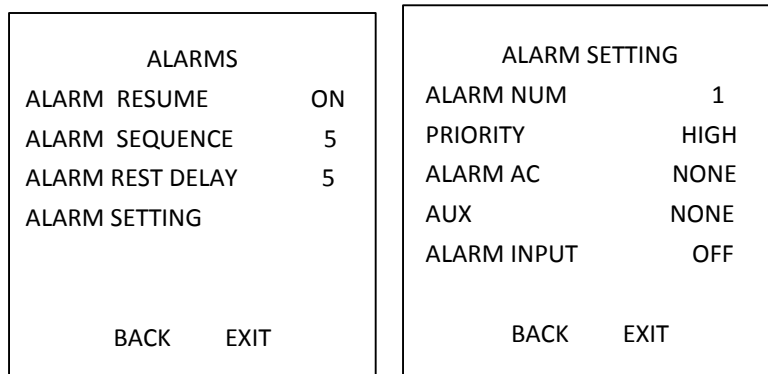 ALARMS
ALARM RESUME ON
ALARM SEQUENCE 5
ALARM REST DELAY 5
ALARM SETTING
BACK EXIT
ALARM SETTING
ALARM NUM 1
PRIORITY HIGH
ALARM AC NONE
AUX NONE
ALARM INPUT OFF
BACK EXIT